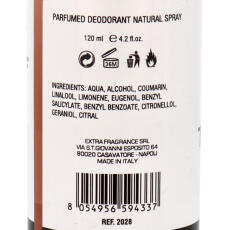 PARFUMED DEODORANT NATURAL SPRAY
120 ml ℮ 4.2 fl.oz.
36M
INGREDIENTS: AQUA, ALCOHOL, COUMARIN,
LINALOOL, LIMONENE, EUGENOL, BENZYL
SALICYLATE, BENZYL BENZOATE, CITRONELLOL,
GERANIOL, CITRAL
EXTRA FRAGRANCE SRL
VIA S.T.GIOVANNI ESPOSITO 64
80020 CASAVATORE - NAPOLI
MADE IN ITALY
8 054956 594337
REF. 2028